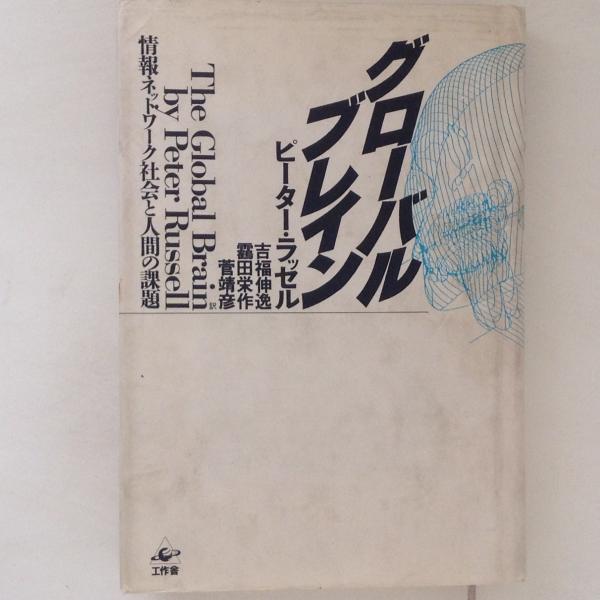 グローバル
ブレイン
ピーター・ラッセル
吉福伸逸
鶴田栄作
菅靖彦
・訳
The Global Brain
by Peter Russell
情報ネットワーク社会と人間の課題
工作舎